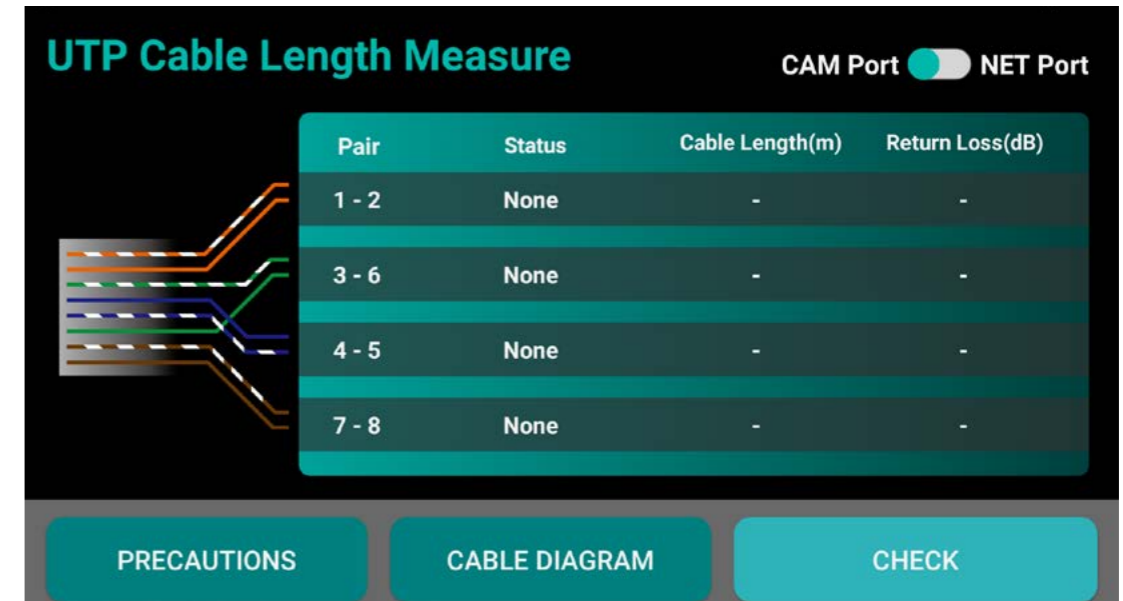 UTP Cable Length Measure
CAM Port NET Port
Pair Status Cable Length(m) Return Loss(dB)
1 - 2 None - -
3 - 6 None - -
4 - 5 None - -
7 - 8 None - -
PRECAUTIONS CABLE DIAGRAM CHECK